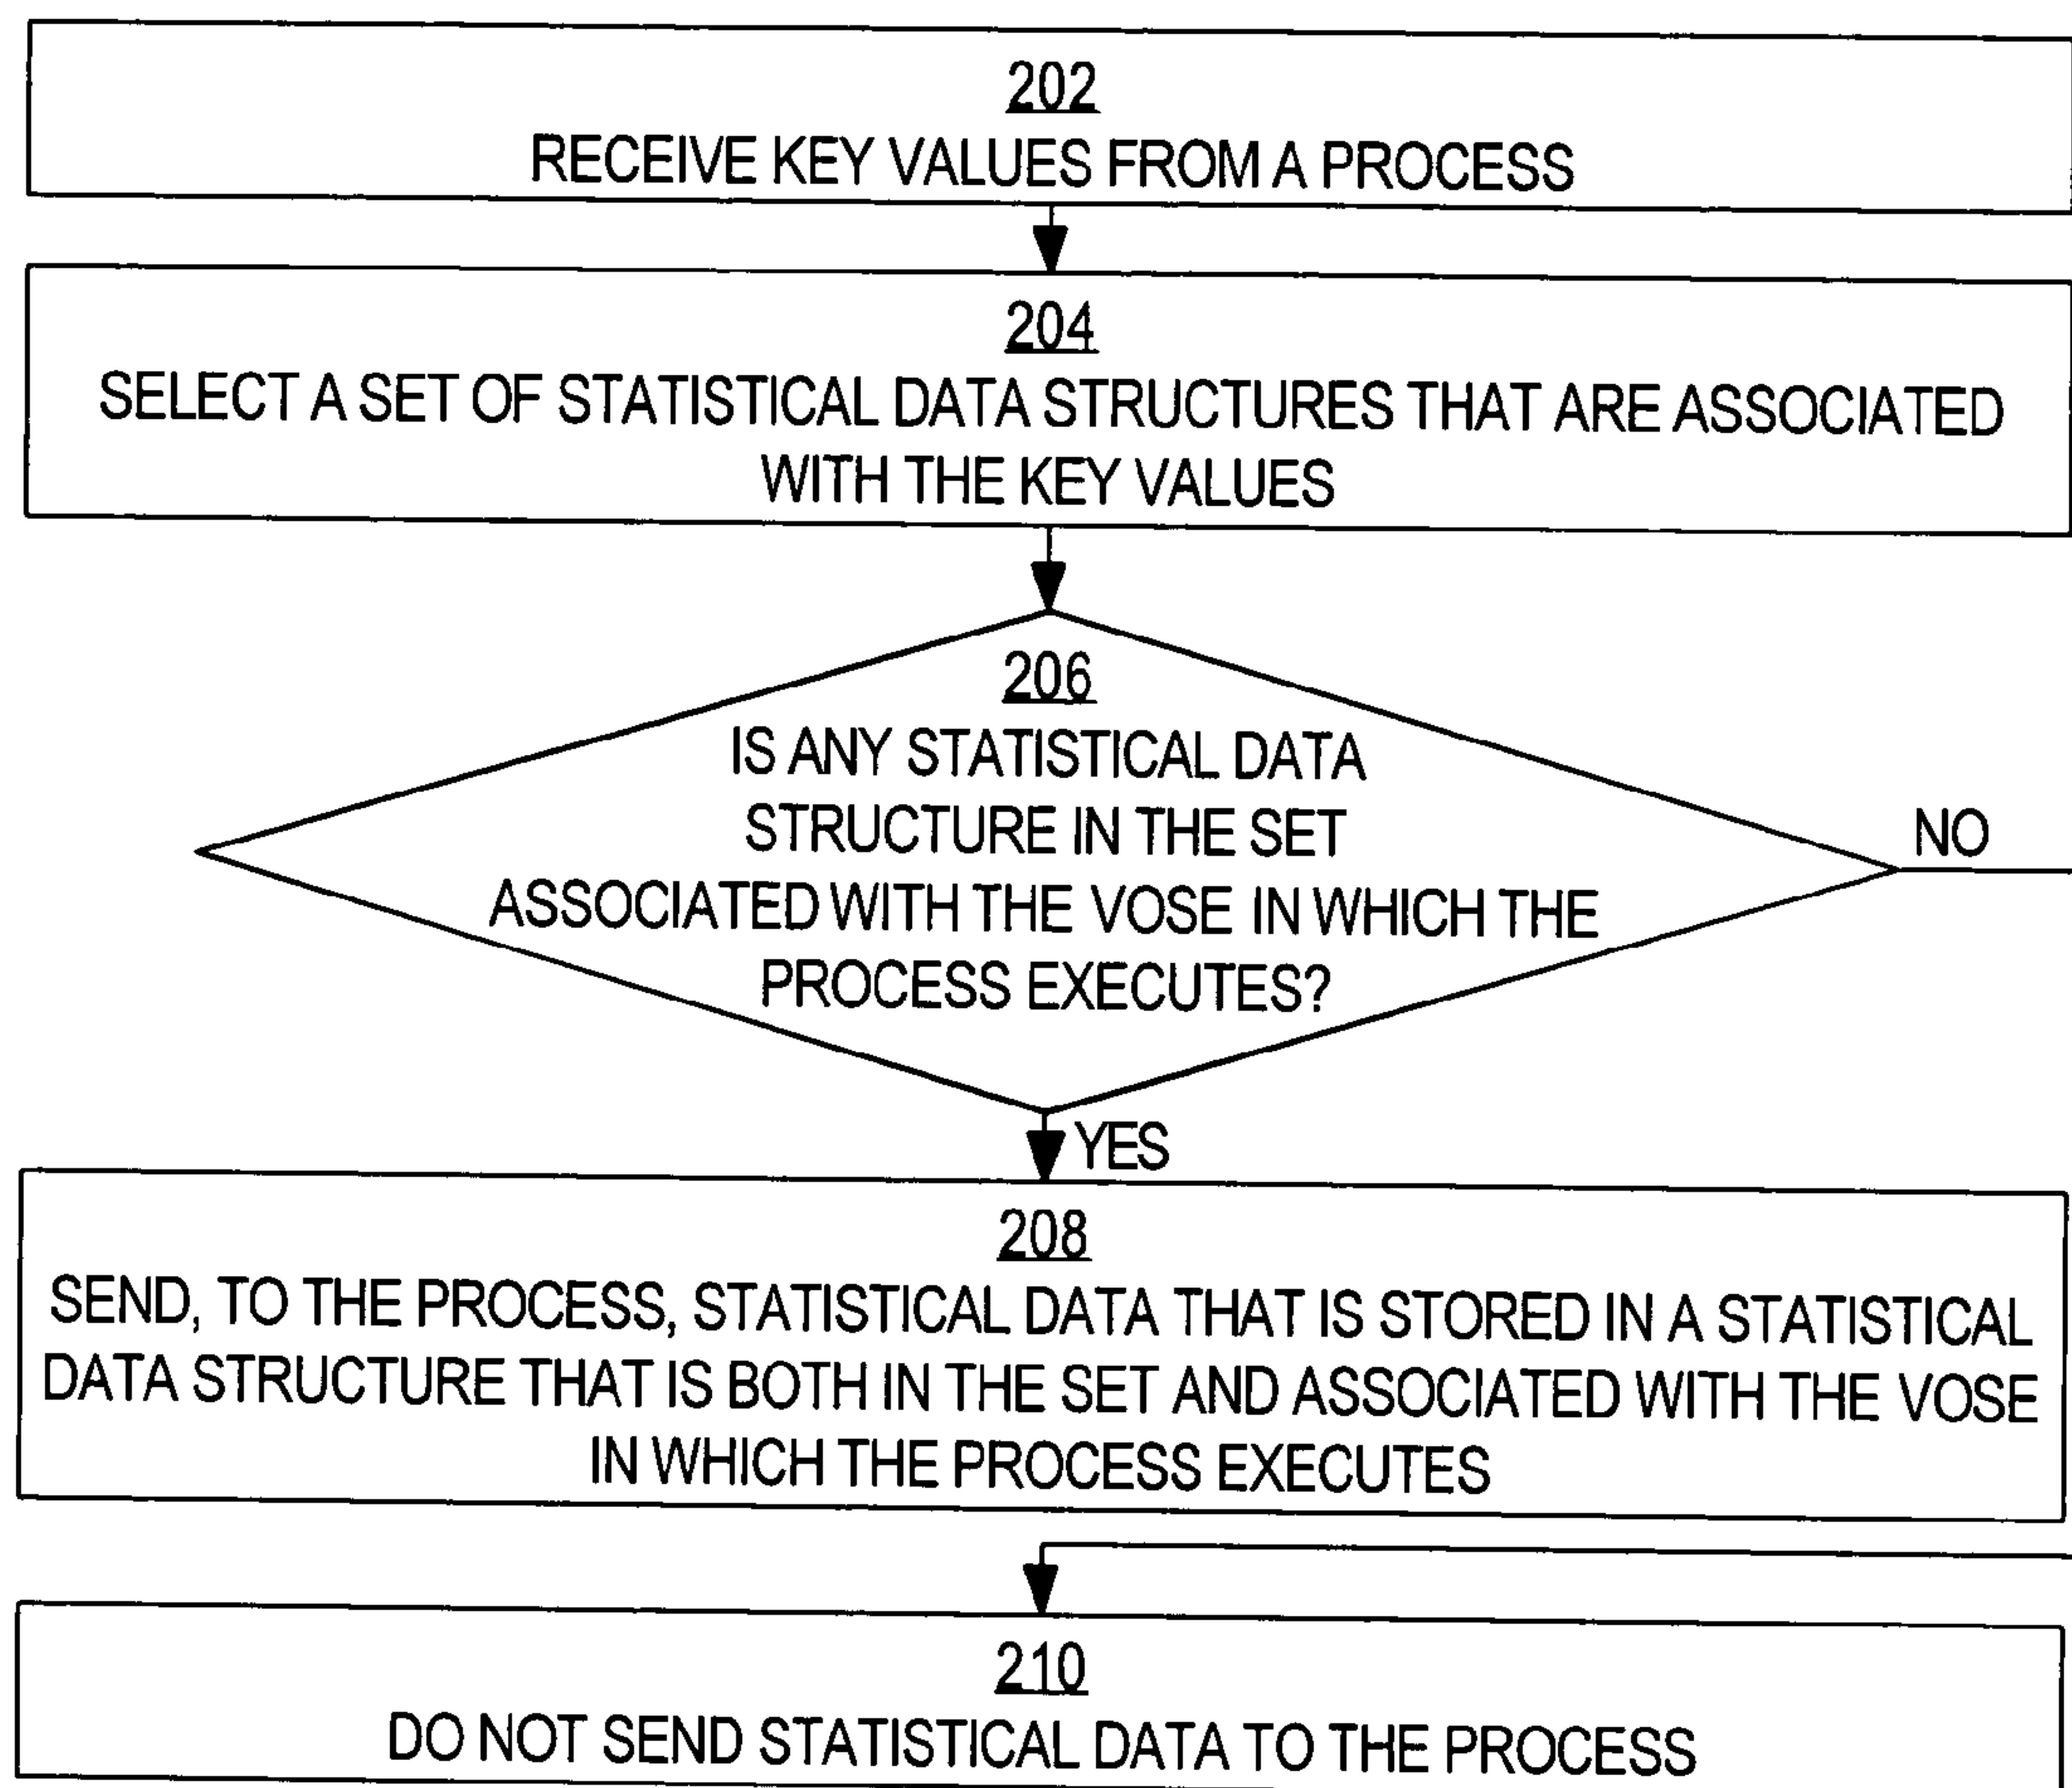 202
RECEIVE KEY VALUES FROM A PROCESS
204
SELECT A SET OF STATISTICAL DATA STRUCTURES THAT ARE ASSOCIATED
WITH THE KEY VALUES
206
IS ANY STATISTICAL DATA
STRUCTURE IN THE SET
ASSOCIATED WITH THE VOSE IN WHICH THE
PROCESS EXECUTES?
NO
YES
208
SEND, TO THE PROCESS, STATISTICAL DATA THAT IS STORED IN A STATISTICAL
DATA STRUCTURE THAT IS BOTH IN THE SET AND ASSOCIATED WITH THE VOSE
IN WHICH THE PROCESS EXECUTES
210
DO NOT SEND STATISTICAL DATA TO THE PROCESS